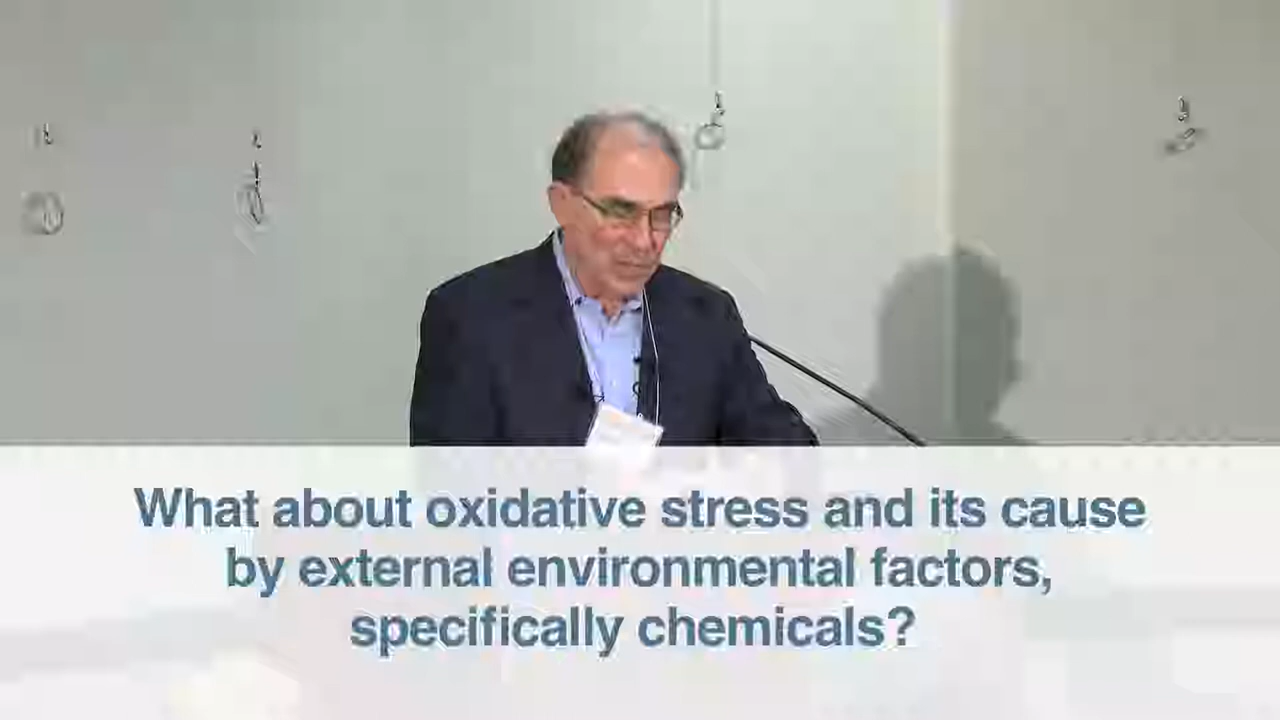 What about oxidative stress and its cause
by external environmental factors,
specifically chemicals?